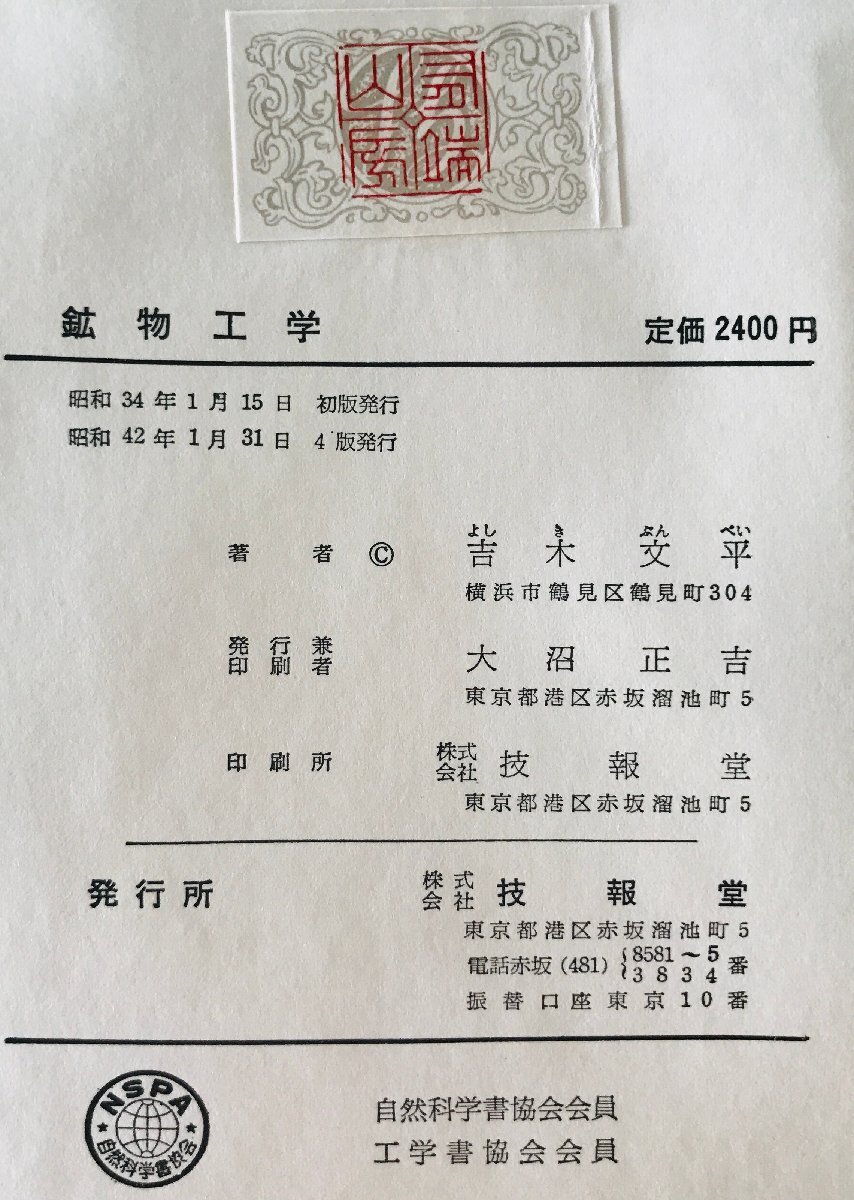 鉱物工学
定価 2400 円
昭和 34 年 1 月 15 日 初版発行
昭和 42 年 1 月 31 日 4 版発行
よし き ぶん ぺい
著者 © 吉木文平
横浜市鶴見区鶴見町304
発行兼
印刷者
大沼正吉
東京都港区赤坂溜池町 5
印刷所
株式
会社
技報堂
東京都港区赤坂溜池町 5
発行所
株式
会社
技報堂
東京都港区赤坂溜池町 5
電話赤坂 (481) {8581～5
3834 番
振替口座東京 10 番
NSPA
自然科学書協会
自然科学書協会会員
工学書協会会員